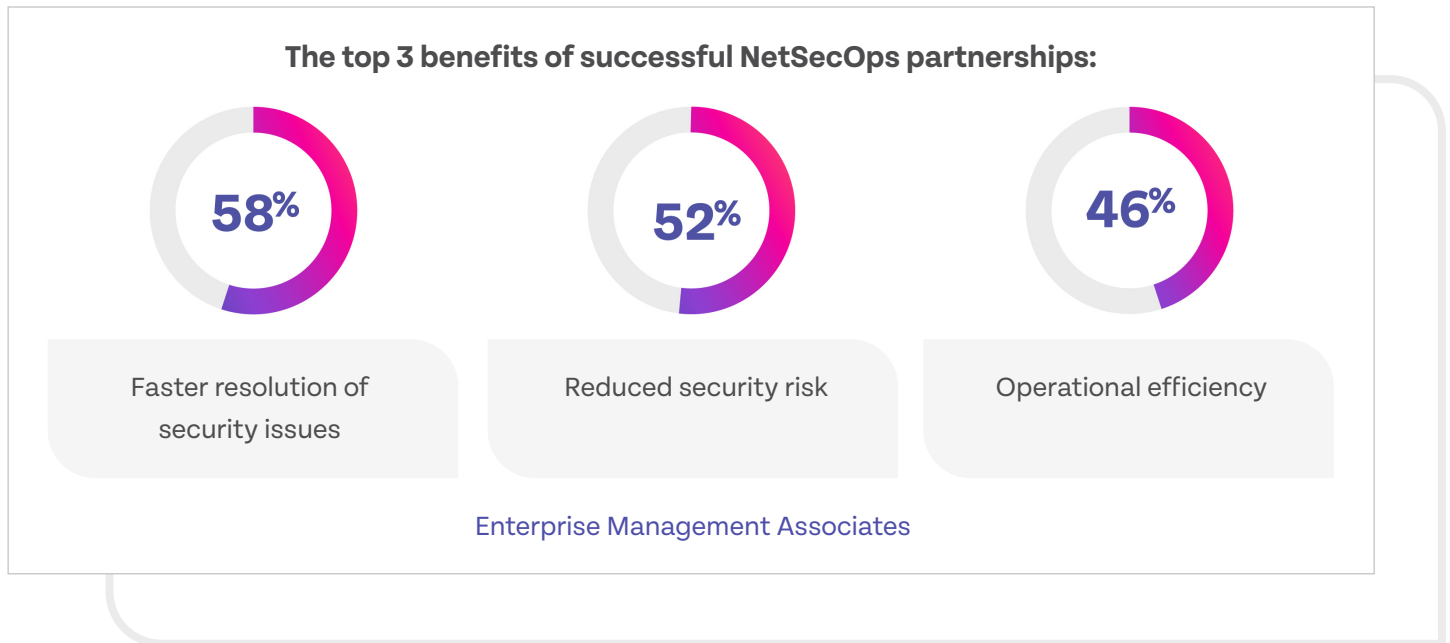 The top 3 benefits of successful NetSecOps partnerships:
58%
52%
46%
Faster resolution of
security issues
Reduced security risk
Operational efficiency
Enterprise Management Associates